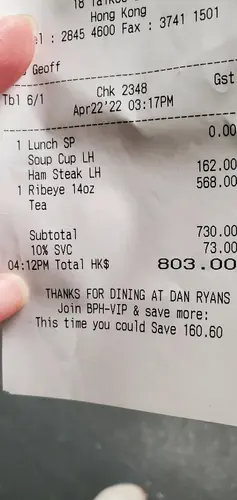 Hong Kong
: 2845 4600 Fax : 3741 1501
Geoff
Tbl 6/1 Chk 2348 Gst
Apr22'22 03:17PM
1 Lunch SP 0.00
Soup Cup LH
Ham Steak LH 162.00
1 Ribeye 14oz 568.00
Tea
Subtotal 730.00
10% SVC 73.00
04:12PM Total HK$ 803.00
THANKS FOR DINING AT DAN RYANS
Join BPH-VIP & save more:
This time you could Save 160.60